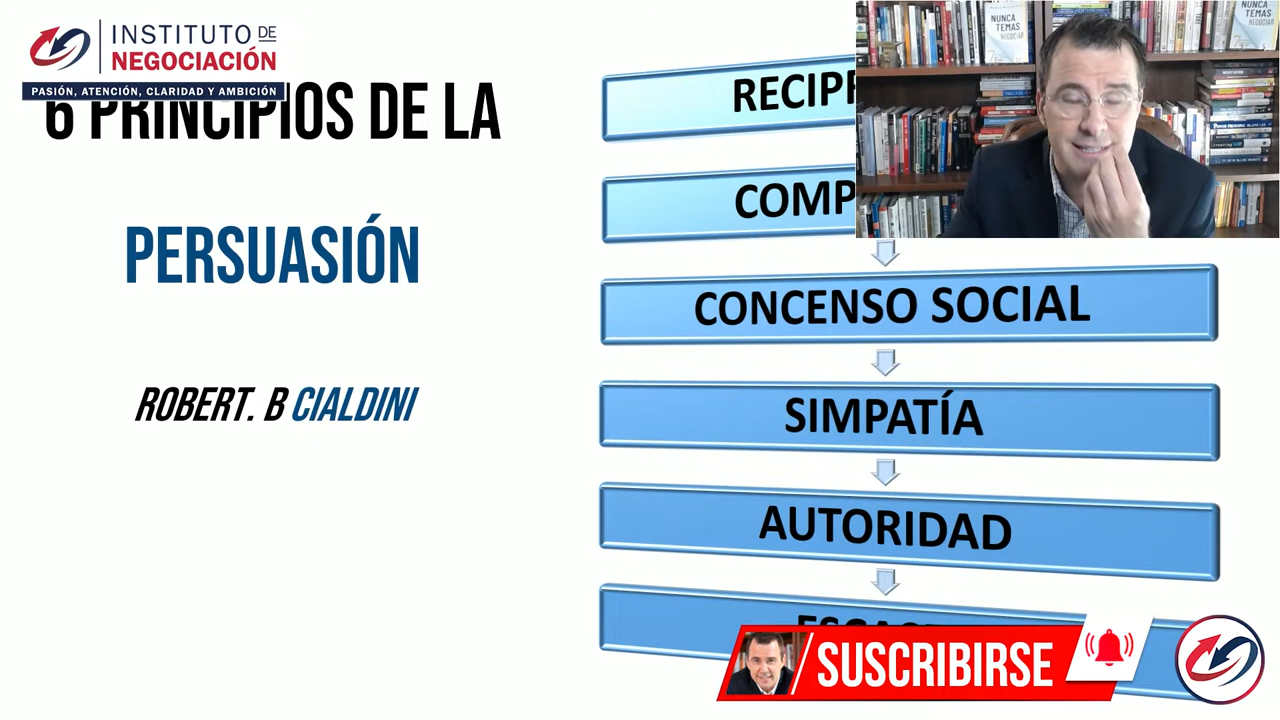 INSTITUTO DE
NEGOCIACIÓN
PASIÓN, ATENCIÓN, CLARIDAD Y AMBICIÓN
6 PRINCIPIOS DE LA
PERSUASIÓN
ROBERT. B CIALDINI
NUNCA
TEMAS
NEGOCIAR
CONCENSO SOCIAL
SIMPATÍA
AUTORIDAD
SUSCRIBIRSE